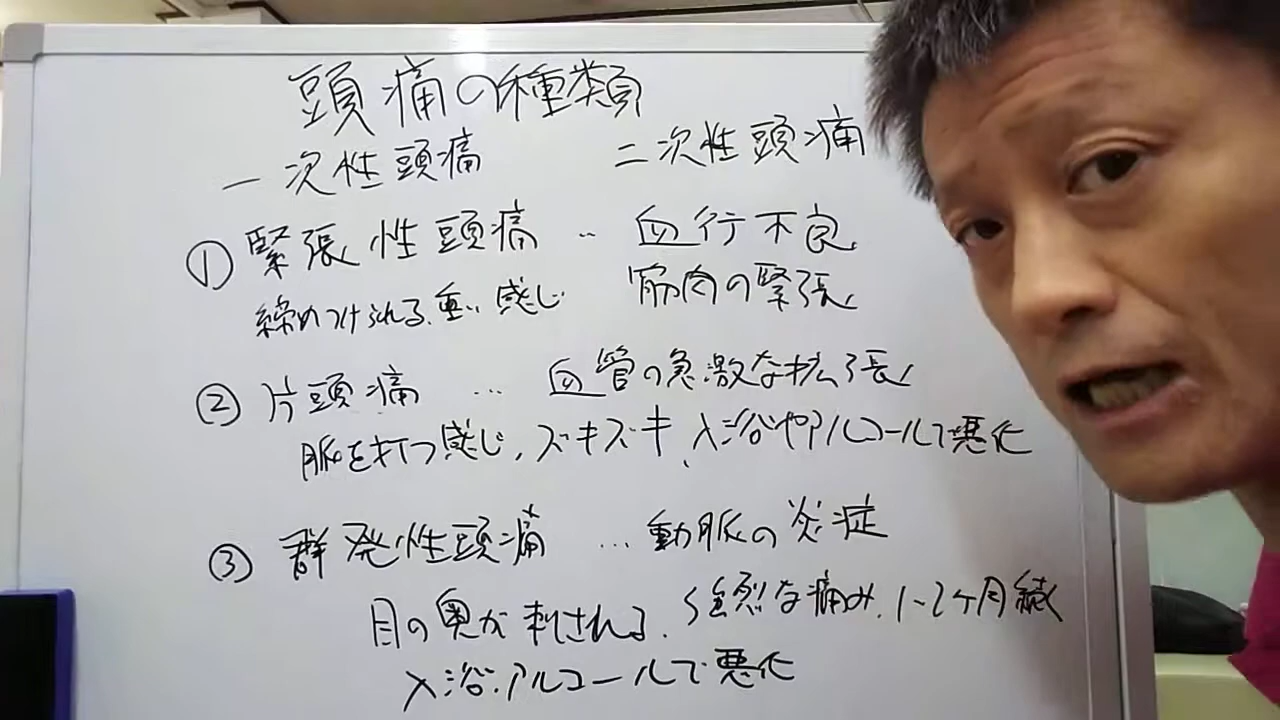 頭痛の種類
一次性頭痛 二次性頭痛
① 緊張性頭痛 … 血行不良
締めつけられる、重い感じ 筋肉の緊張
② 片頭痛 … 血管の急激な拡張
脈を打つ感じ、ズキズキ、入浴やアルコールで悪化
③ 群発性頭痛 … 動脈の炎症
目の奥が刺される、強烈な痛み、1~2ヶ月続く
入浴、アルコールで悪化